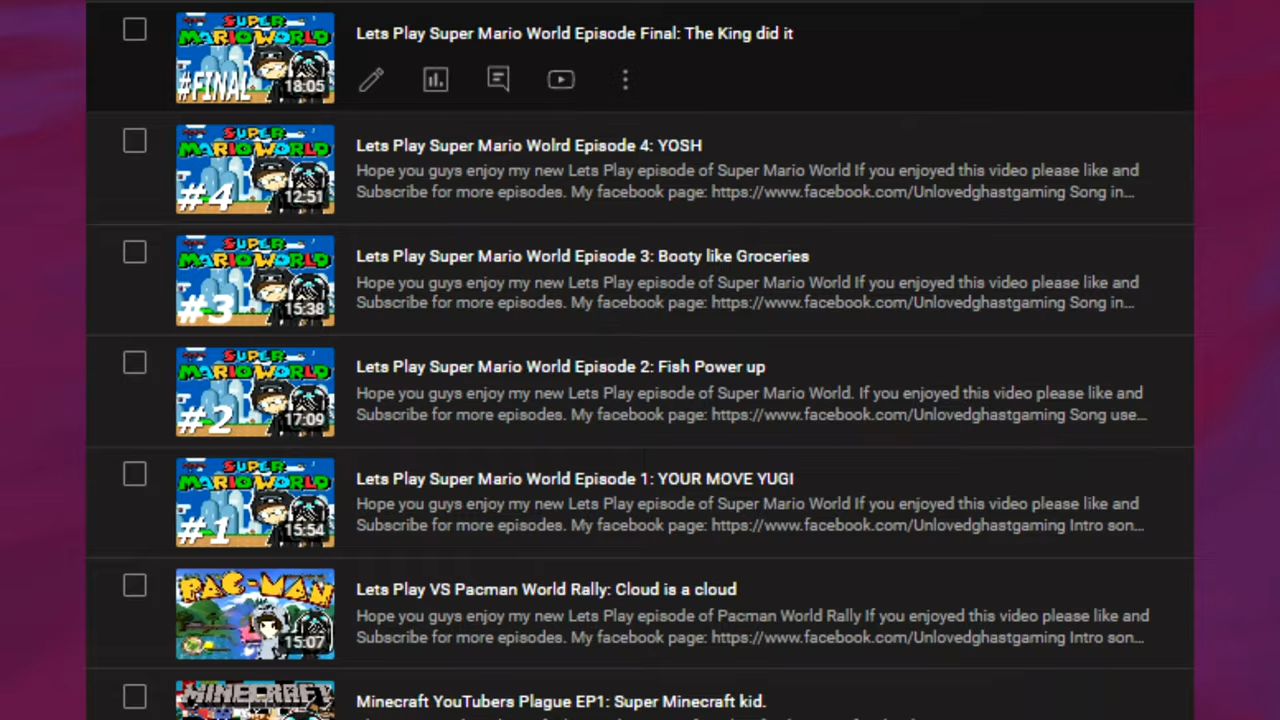 SUPER
MARIO WORLD
#FINAL
18:05
Lets Play Super Mario World Episode Final: The King did it
SUPER
MARIO WORLD
#4
12:51
Lets Play Super Mario Wolrd Episode 4: YOSH
Hope you guys enjoy my new Lets Play episode of Super Mario World If you enjoyed this video please like and
Subscribe for more episodes. My facebook page: https://www.facebook.com/Unlovedghastgaming Song in...
SUPER
MARIO WORLD
#3
15:38
Lets Play Super Mario World Episode 3: Booty like Groceries
Hope you guys enjoy my new Lets Play episode of Super Mario World If you enjoyed this video please like and
Subscribe for more episodes. My facebook page: https://www.facebook.com/Unlovedghastgaming Song in...
SUPER
MARIO WORLD
#2
17:09
Lets Play Super Mario World Episode 2: Fish Power up
Hope you guys enjoy my new Lets Play episode of Super Mario World. If you enjoyed this video please like and
Subscribe for more episodes. My facebook page: https://www.facebook.com/Unlovedghastgaming Song use...
SUPER
MARIO WORLD
#1
15:54
Lets Play Super Mario World Episode 1: YOUR MOVE YUGI
Hope you guys enjoy my new Lets Play episode of Super Mario World If you enjoyed this video please like and
Subscribe for more episodes. My facebook page: https://www.facebook.com/Unlovedghastgaming Intro son...
PAC-MAN
15:07
Lets Play VS Pacman World Rally: Cloud is a cloud
Hope you guys enjoy my new Lets Play episode of Pacman World Rally If you enjoyed this video please like and
Subscribe for more episodes. My facebook page: https://www.facebook.com/Unlovedghastgaming Intro son...
MINECRAFT
Minecraft YouTubers Plague EP1: Super Minecraft kid.